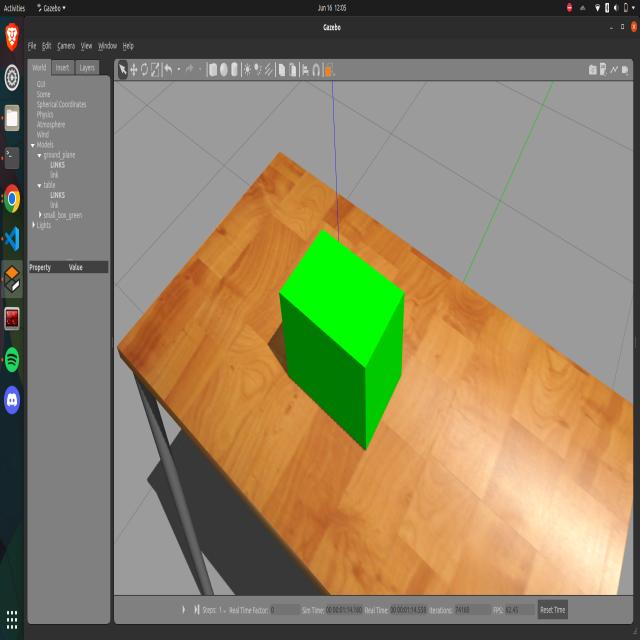 Activities Gazebo Jun 16 12:05
Gazebo
File Edit Camera View Window Help
World Insert Layers
GUI
Scene
Spherical Coordinates
Physics
Atmosphere
Wind
Models
ground_plane
LINKS
link
table
LINKS
link
small_box_green
Lights
Property Value
Steps: 1 Real Time Factor: 0 Sim Time: 00 00:01:14.160 Real Time: 00 00:01:14.558 Iterations: 74160 FPS: 62.45 Reset Time